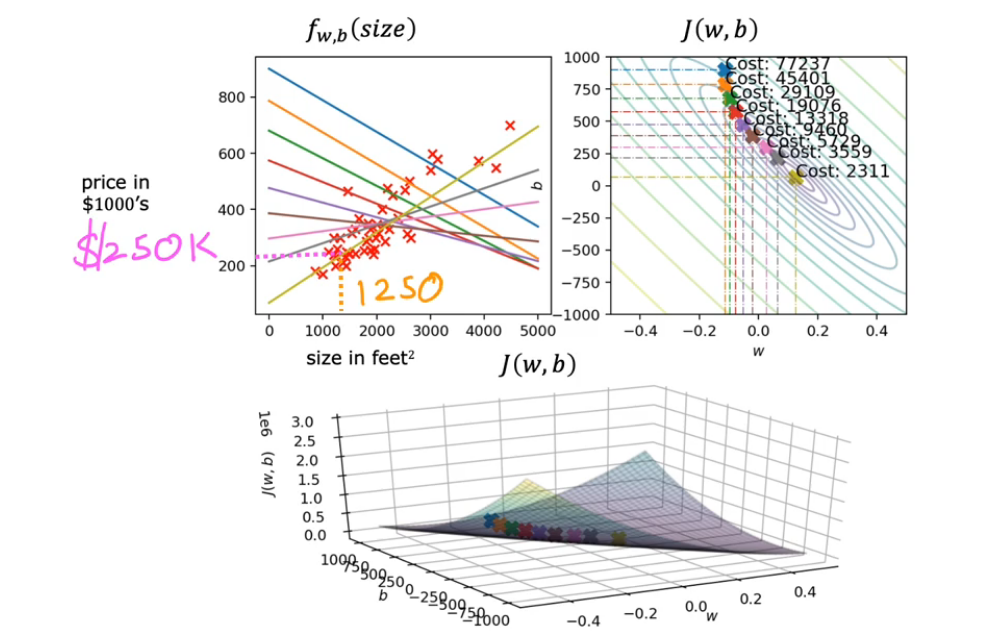 f_{w,b}(size)
J(w,b)
800
600
400
200
price in
$1000's
$250K
1250
0 1000 2000 3000 4000 5000
size in feet²
1000
750
500
250
0
−250
−500
−750
−1000
b
Cost: 77237
Cost: 45401
Cost: 29109
Cost: 19076
Cost: 13318
Cost: 9460
Cost: 5729
Cost: 3559
Cost: 2311
−0.4 −0.2 0.0 0.2 0.4
w
J(w,b)
1e6
J(w,b)
3.0
2.5
2.0
1.5
1.0
0.5
0.0
1000
750
500
250
0
−250
−500
−750
−1000
b
−0.4 −0.2 0.0 0.2 0.4
w